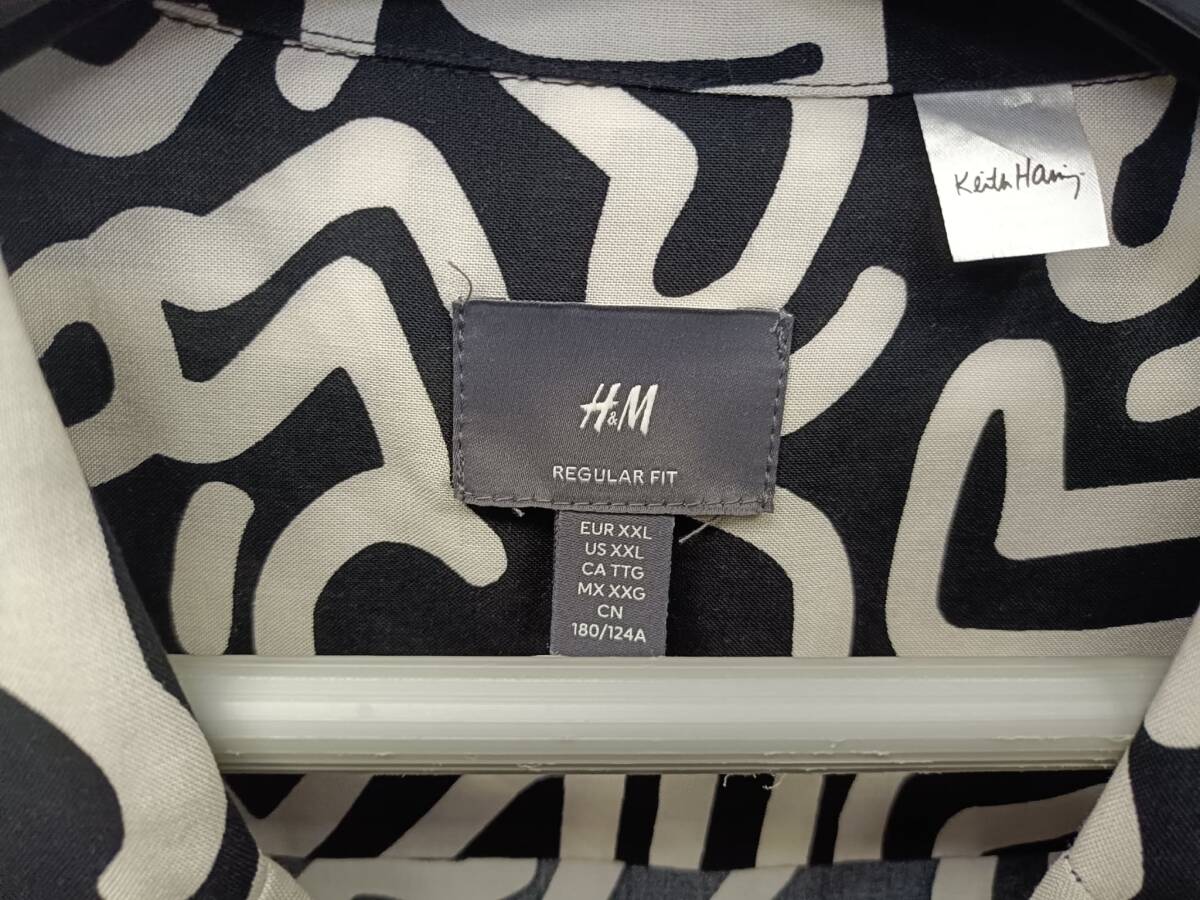 Keith Haring
H&M
REGULAR FIT
EUR XXL
US XXL
CA TTG
MX XXG
CN
180/124A